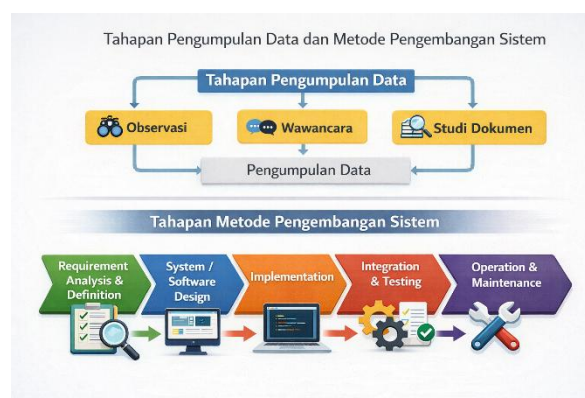 Tahapan Pengumpulan Data dan Metode Pengembangan Sistem
Tahapan Pengumpulan Data
Observasi
Wawancara
Studi Dokumen
Pengumpulan Data
Tahapan Metode Pengembangan Sistem
Requirement
Analysis &
Definition
System /
Software
Design
Implementation
Integration
& Testing
Operation &
Maintenance